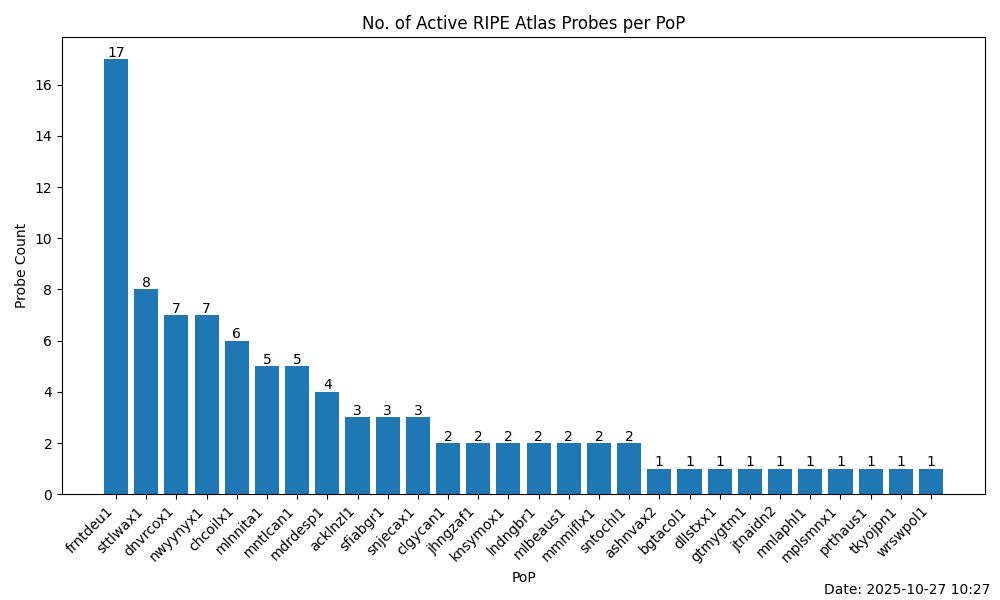 No. of Active RIPE Atlas Probes per PoP
Probe Count
16
14
12
10
8
6
4
2
0
17
8
7
7
6
5
5
4
3
3
3
2
2
2
2
2
2
2
1
1
1
1
1
1
1
1
1
1
frntdeu1
sttlwax1
dnvrcox1
nwyynyx1
chcoilx1
mlnnita1
mntlcan1
mdrdesp1
acklnzl1
sfiabgr1
snjecax1
clgycan1
jhngzaf1
knsymox1
lndngbr1
mlbeaus1
mmmiflx1
sntochl1
ashnvax2
bgtacol1
dllstxx1
gtmygtm1
jtnaidn2
mnlaphl1
mplsmnx1
prthaus1
tkyojpn1
wrswpol1
PoP
Date: 2025-10-27 10:27